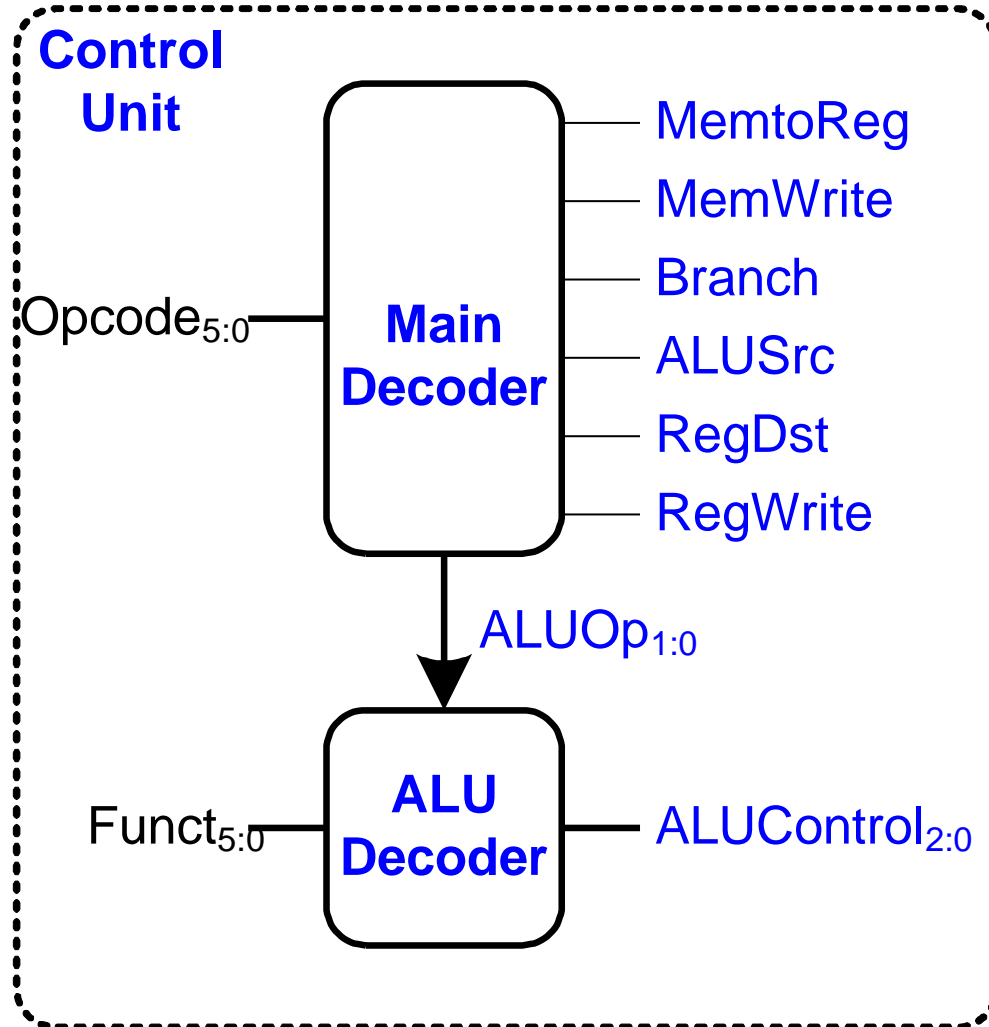 Control
Unit
MemtoReg
MemWrite
Branch
Opcode5:0
Main
Decoder
ALUSrc
RegDst
RegWrite
ALUOp1:0
ALU
Decoder
Funct5:0
ALUControl2:0